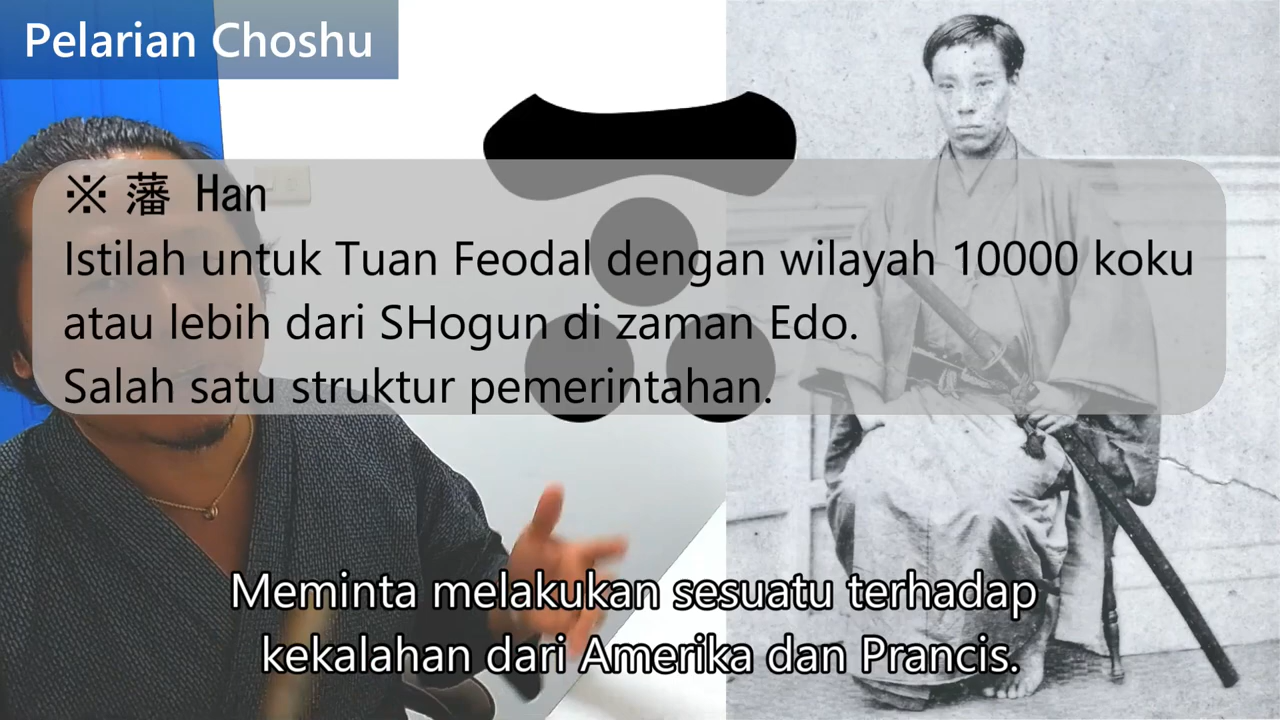 Pelarian Choshu
※ 藩 Han
Istilah untuk Tuan Feodal dengan wilayah 10000 koku
atau lebih dari SHogun di zaman Edo.
Salah satu struktur pemerintahan.
Meminta melakukan sesuatu terhadap
kekalahan dari Amerika dan Prancis.